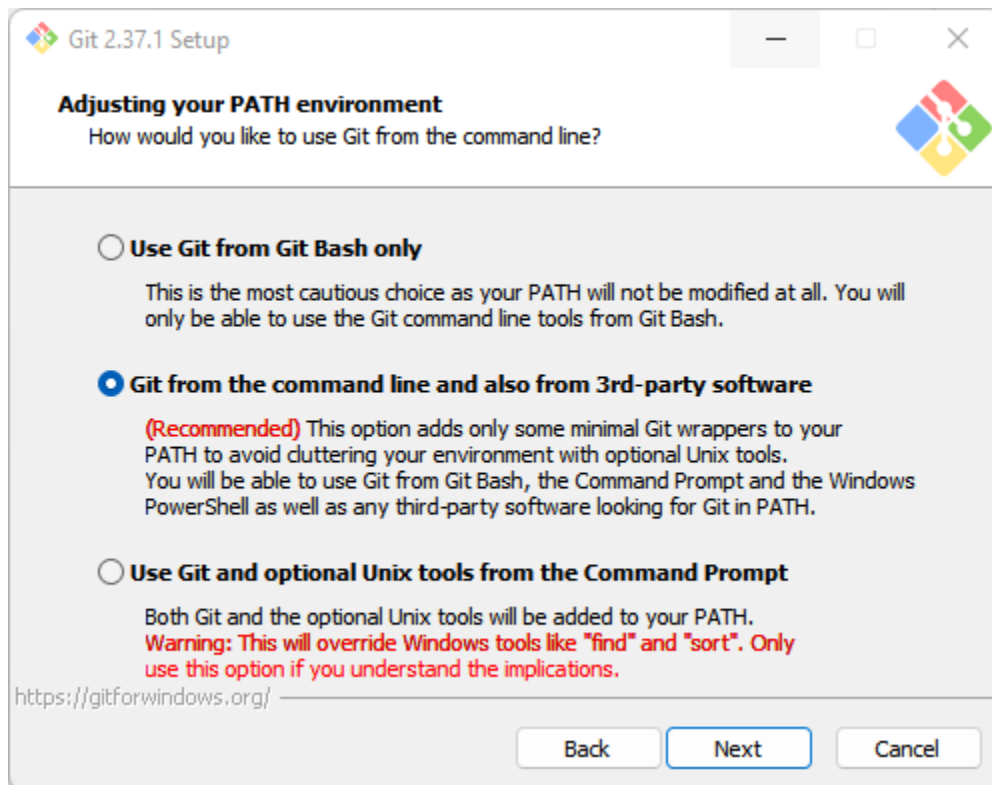 Git 2.37.1 Setup
Adjusting your PATH environment
How would you like to use Git from the command line?
Use Git from Git Bash only
This is the most cautious choice as your PATH will not be modified at all. You will
only be able to use the Git command line tools from Git Bash.
Git from the command line and also from 3rd-party software
(Recommended) This option adds only some minimal Git wrappers to your
PATH to avoid cluttering your environment with optional Unix tools.
You will be able to use Git from Git Bash, the Command Prompt and the Windows
PowerShell as well as any third-party software looking for Git in PATH.
Use Git and optional Unix tools from the Command Prompt
Both Git and the optional Unix tools will be added to your PATH.
Warning: This will override Windows tools like "find" and "sort". Only
use this option if you understand the implications.
https://gitforwindows.org/
Back Next Cancel